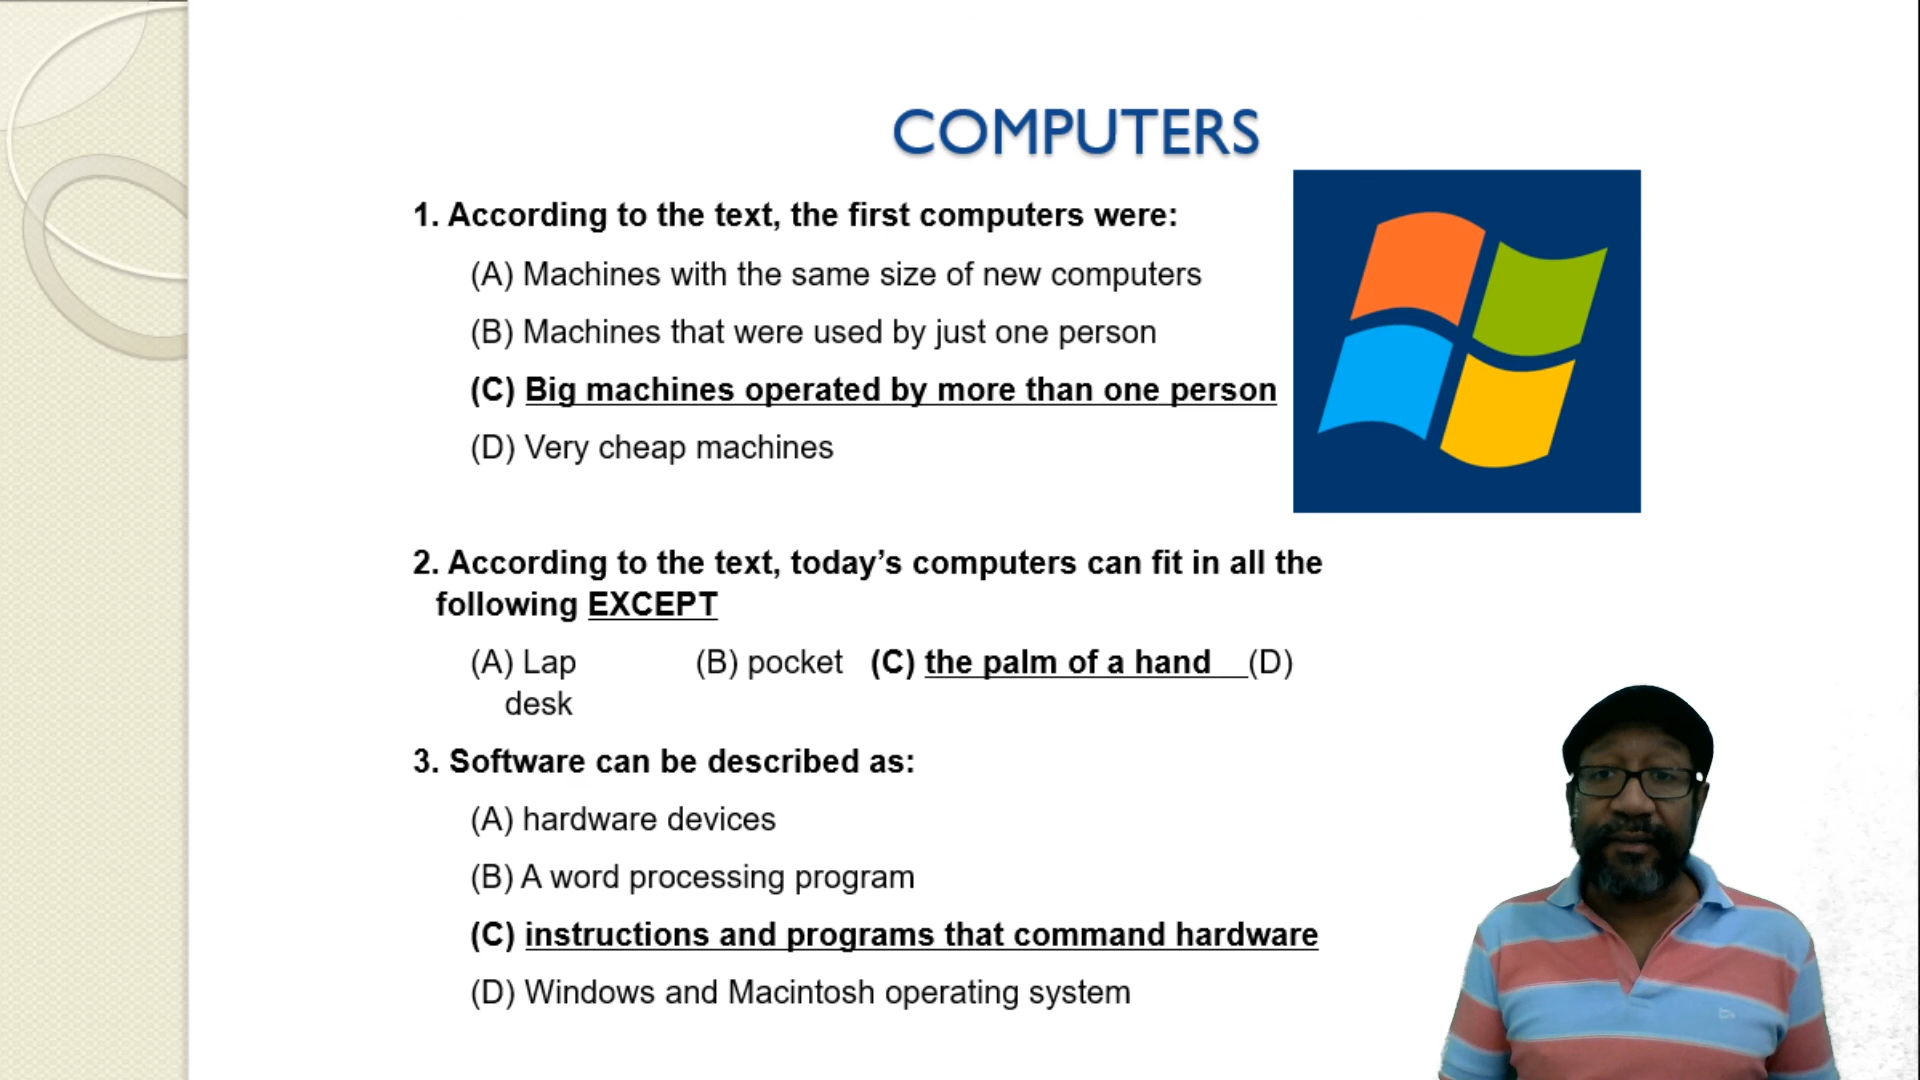 COMPUTERS
1. According to the text, the first computers were:
(A) Machines with the same size of new computers
(B) Machines that were used by just one person
(C) Big machines operated by more than one person
(D) Very cheap machines
2. According to the text, today’s computers can fit in all the
following EXCEPT
(A) Lap (B) pocket (C) the palm of a hand (D)
desk
3. Software can be described as:
(A) hardware devices
(B) A word processing program
(C) instructions and programs that command hardware
(D) Windows and Macintosh operating system